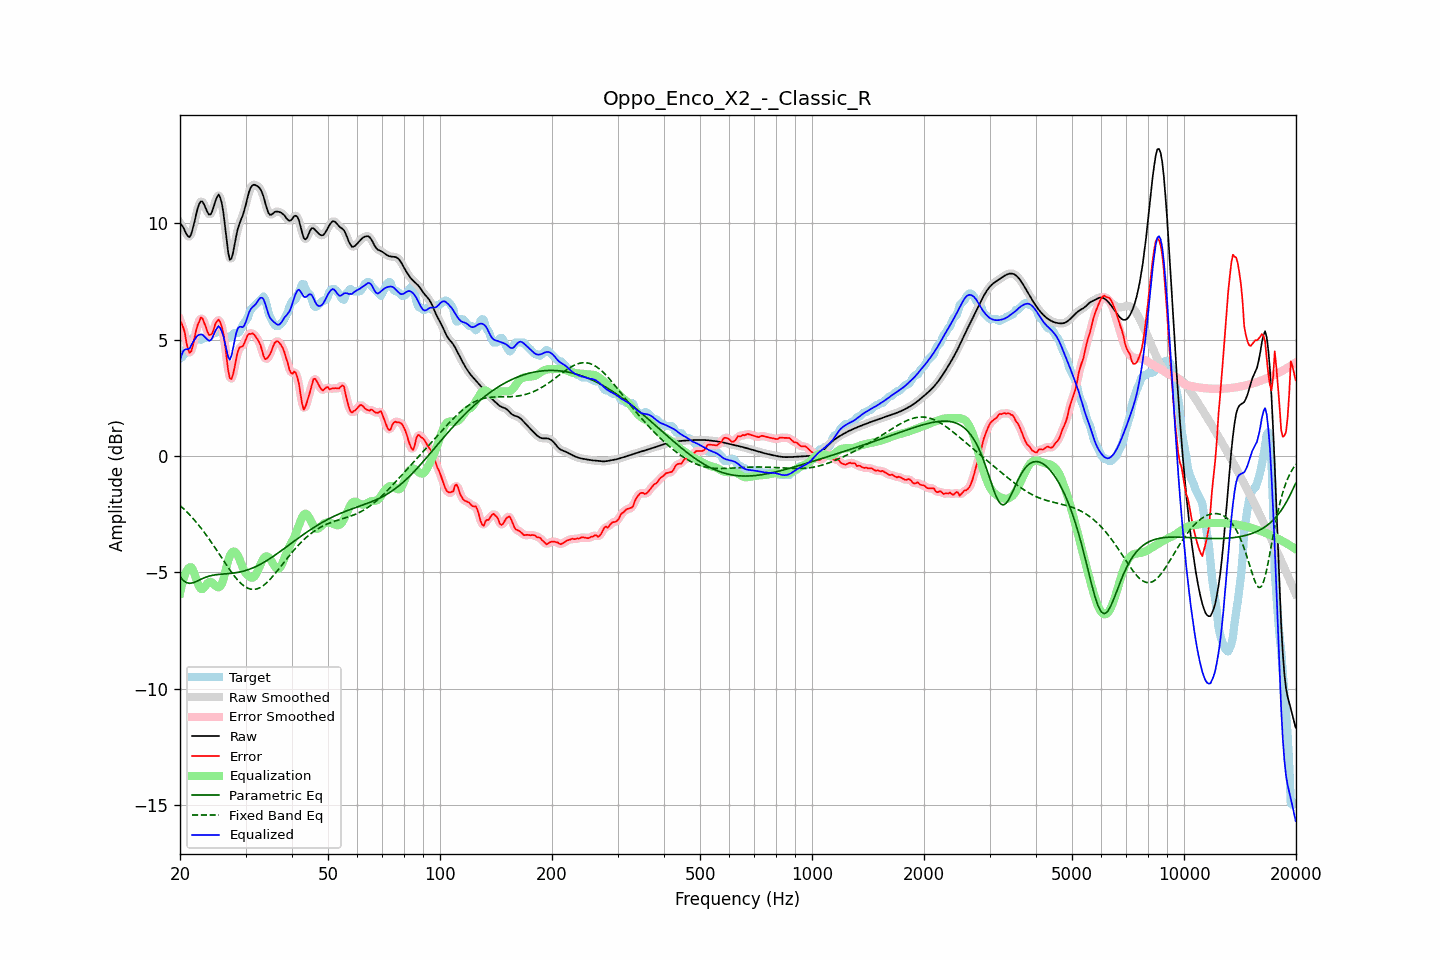 Oppo_Enco_X2_-_Classic_R
Amplitude (dBr)
10
5
0
−5
−10
−15
Target
Raw Smoothed
Error Smoothed
Raw
Error
Equalization
Parametric Eq
Fixed Band Eq
Equalized
20 50 100 200 500 1000 2000 5000 10000 20000
Frequency (Hz)